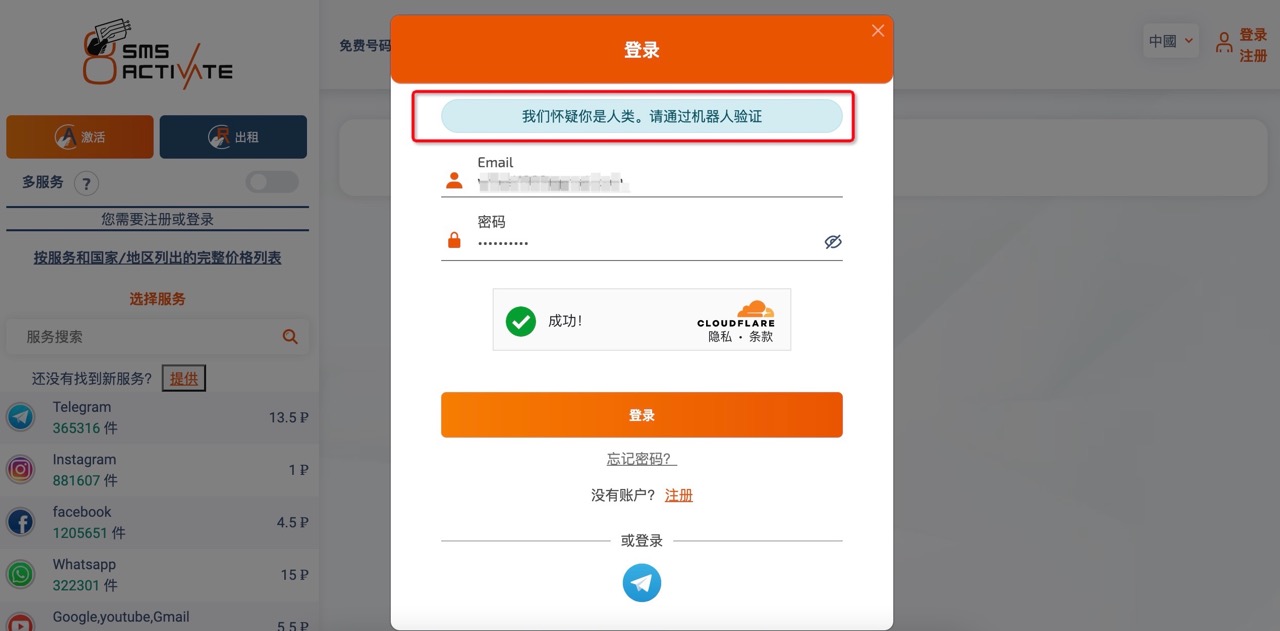 SMS
ACTIVATE
激活
出租
多服务 ?
您需要注册或登录
按服务和国家/地区列出的完整价格列表
选择服务
服务搜索
还没有找到新服务? 提供
Telegram
365316 件
13.5 ₽
Instagram
881607 件
1 ₽
facebook
1205651 件
4.5 ₽
Whatsapp
322301 件
15 ₽
Google,youtube,Gmail
5.5 ₽
免费号码
中國
登录
注册
登录
我们怀疑你是人类。请通过机器人验证
Email
密码
••••••••••
成功!
CLOUDFLARE
隐私 • 条款
登录
忘记密码?
没有账户? 注册
或登录